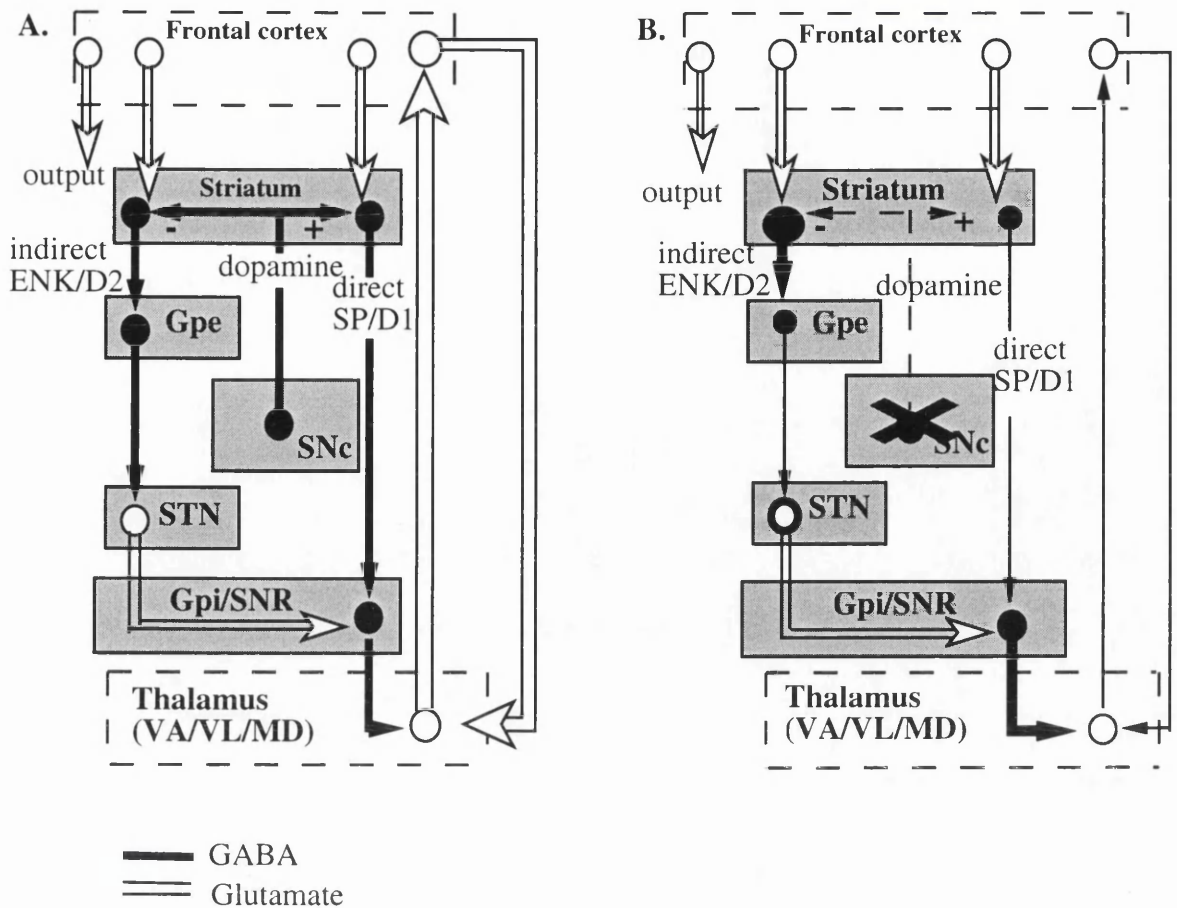 A.
Frontal cortex
output
Striatum
- +
indirect
ENK/D2
dopamine
direct
SP/D1
Gpe
SNc
STN
Gpi/SNR
Thalamus
(VA/VL/MD)
B.
Frontal cortex
output
Striatum
- +
indirect
ENK/D2
dopamine
Gpe
direct
SP/D1
SNc
STN
Gpi/SNR
Thalamus
(VA/VL/MD)
GABA
Glutamate